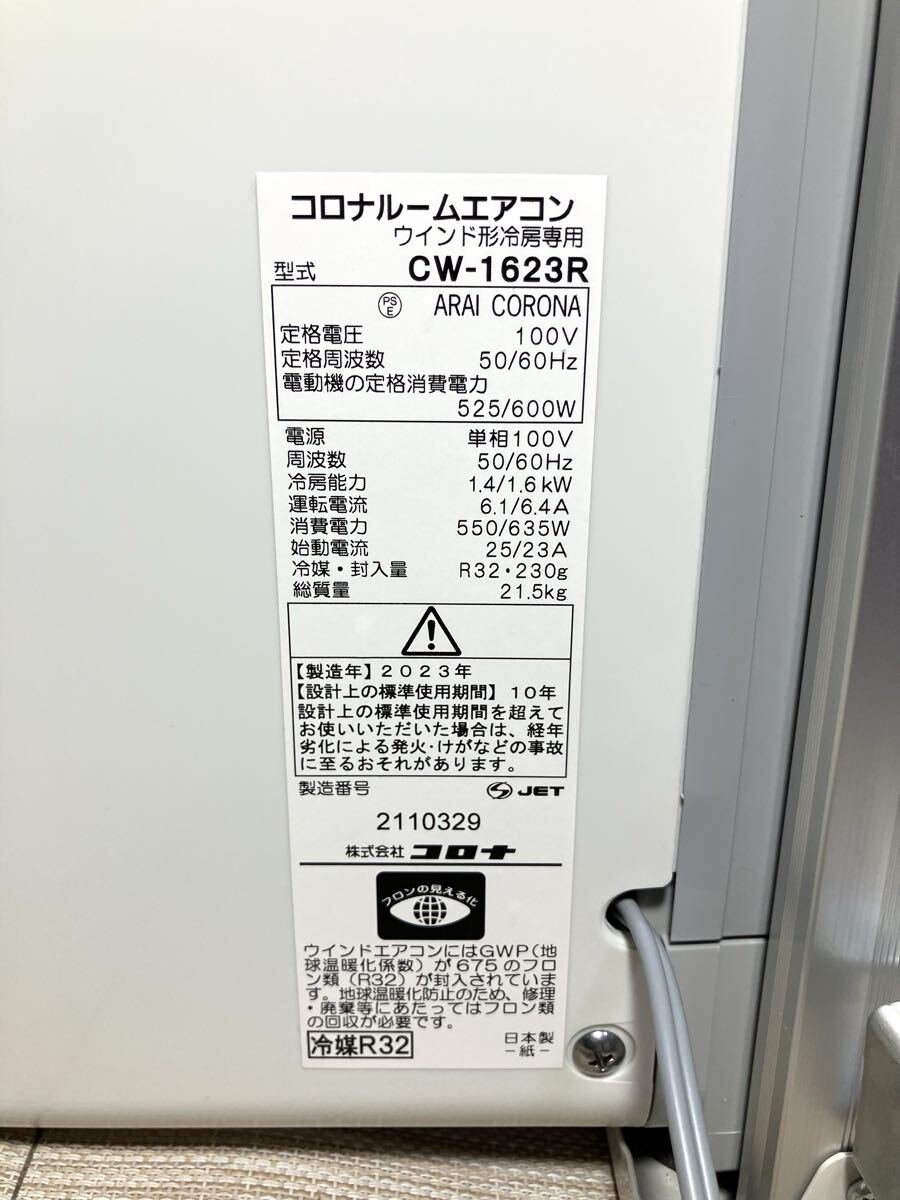 コロナルームエアコン
ウインド形冷房専用
型式 CW-1623R
PS E ARAI CORONA
定格電圧 100V
定格周波数 50/60Hz
電動機の定格消費電力
525/600W
電源 単相100V
周波数 50/60Hz
冷房能力 1.4/1.6kW
運転電流 6.1/6.4A
消費電力 550/635W
始動電流 25/23A
冷媒・封入量 R32・230g
総質量 21.5kg
【製造年】2023年
【設計上の標準使用期間】10年
設計上の標準使用期間を超えて
お使いいただいた場合は、経年
劣化による発火・けがなどの事故
に至るおそれがあります。
製造番号 JET
2110329
株式会社 コロナ
フロンの見える化
ウインドエアコンにはGWP(地
球温暖化係数)が675のフロ
ン類(R32)が封入されていま
す。地球温暖化防止のため、修理
・廃棄等にあたってはフロン類
の回収が必要です。
冷媒R32 日本製
-紙-